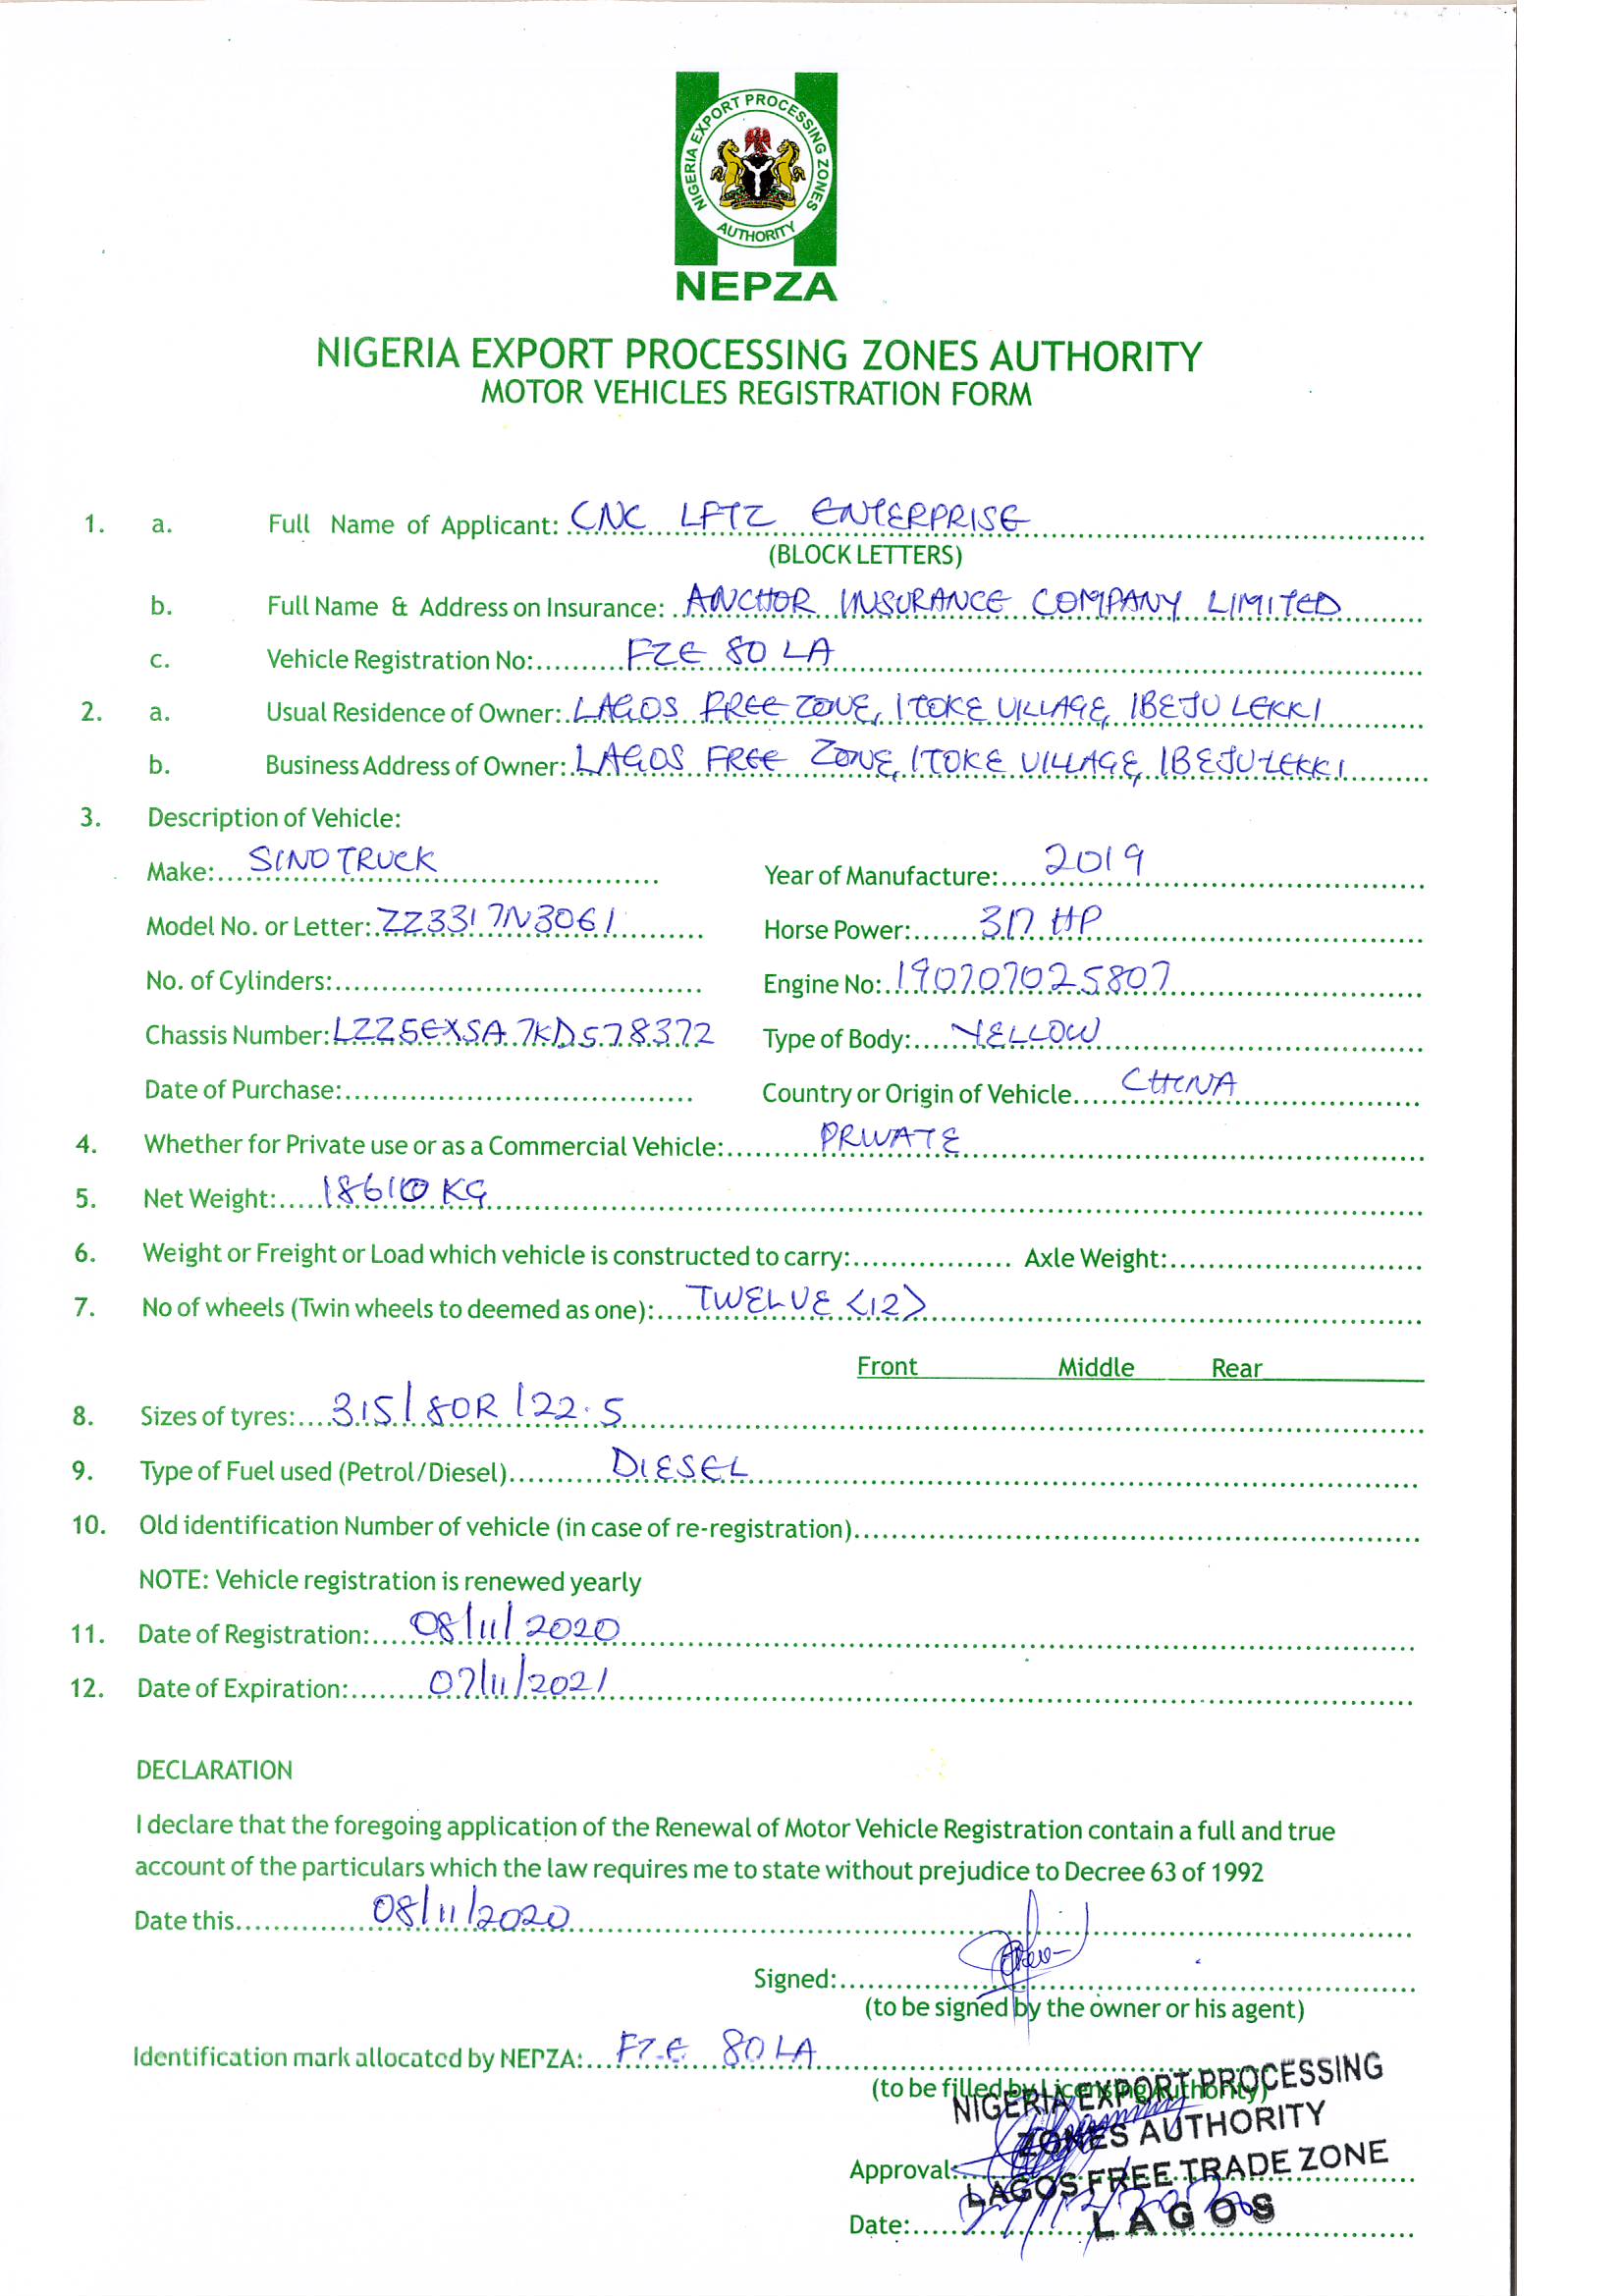 NIGERIA EXPORT PROCESSING ZONES
AUTHORITY
NEPZA
NIGERIA EXPORT PROCESSING ZONES AUTHORITY
MOTOR VEHICLES REGISTRATION FORM
1. a. Full Name of Applicant: CNC LFTZ ENTERPRISE
(BLOCK LETTERS)
b. Full Name & Address on Insurance: ANCHOR INSURANCE COMPANY LIMITED
c. Vehicle Registration No: FZE 80 LA
2. a. Usual Residence of Owner: LAGOS FREE ZONE, ITOKE VILLAGE, IBEJU LEKKI
b. Business Address of Owner: LAGOS FREE ZONE, ITOKE VILLAGE, IBEJU LEKKI
3. Description of Vehicle:
Make: SINO TRUCK Year of Manufacture: 2019
Model No. or Letter: ZZ3317N3061 Horse Power: 317 HP
No. of Cylinders: Engine No: 190707025807
Chassis Number: LZZ5EXSA7KD578372 Type of Body: YELLOW
Date of Purchase: Country or Origin of Vehicle CHINA
4. Whether for Private use or as a Commercial Vehicle: PRIVATE
5. Net Weight: 18610 KG
6. Weight or Freight or Load which vehicle is constructed to carry: Axle Weight:
7. No of wheels (Twin wheels to deemed as one): TWELVE <12>
Front Middle Rear
8. Sizes of tyres: 315/80R/22.5
9. Type of Fuel used (Petrol/Diesel) DIESEL
10. Old identification Number of vehicle (in case of re-registration)
NOTE: Vehicle registration is renewed yearly
11. Date of Registration: 08/11/2020
12. Date of Expiration: 07/11/2021
DECLARATION
I declare that the foregoing application of the Renewal of Motor Vehicle Registration contain a full and true
account of the particulars which the law requires me to state without prejudice to Decree 63 of 1992
Date this 08/11/2020
Signed:
(to be signed by the owner or his agent)
Identification mark allocated by NEPZA: FZE 80 LA
(to be filled by Licensing Authority)
NIGERIA EXPORT PROCESSING
ZONES AUTHORITY
Approval:
LAGOS FREE TRADE ZONE
Date:
LAGOS